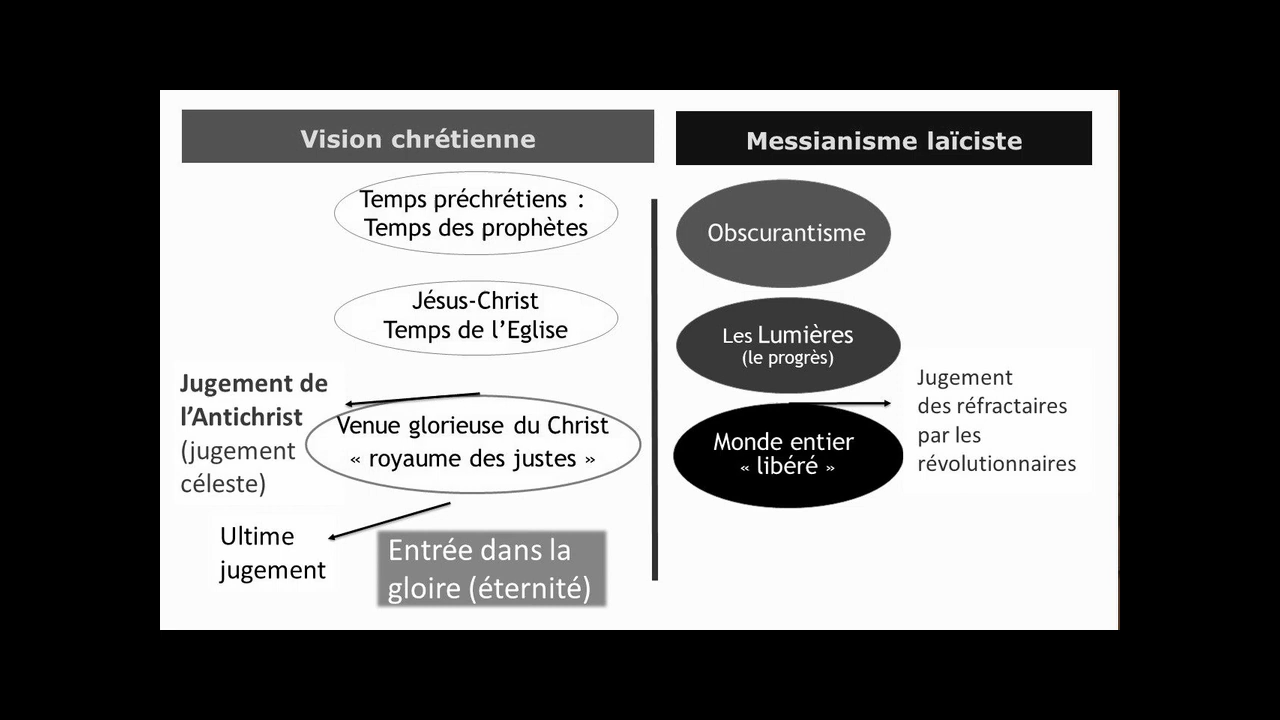 Vision chrétienne
Temps préchrétiens :
Temps des prophètes
Jésus-Christ
Temps de l’Eglise
Jugement de
l’Antichrist
(jugement
céleste)
Venue glorieuse du Christ
« royaume des justes »
Ultime
jugement
Entrée dans la
gloire (éternité)
Messianisme laïciste
Obscurantisme
Les Lumières
(le progrès)
Monde entier
« libéré »
Jugement
des réfractaires
par les
révolutionnaires